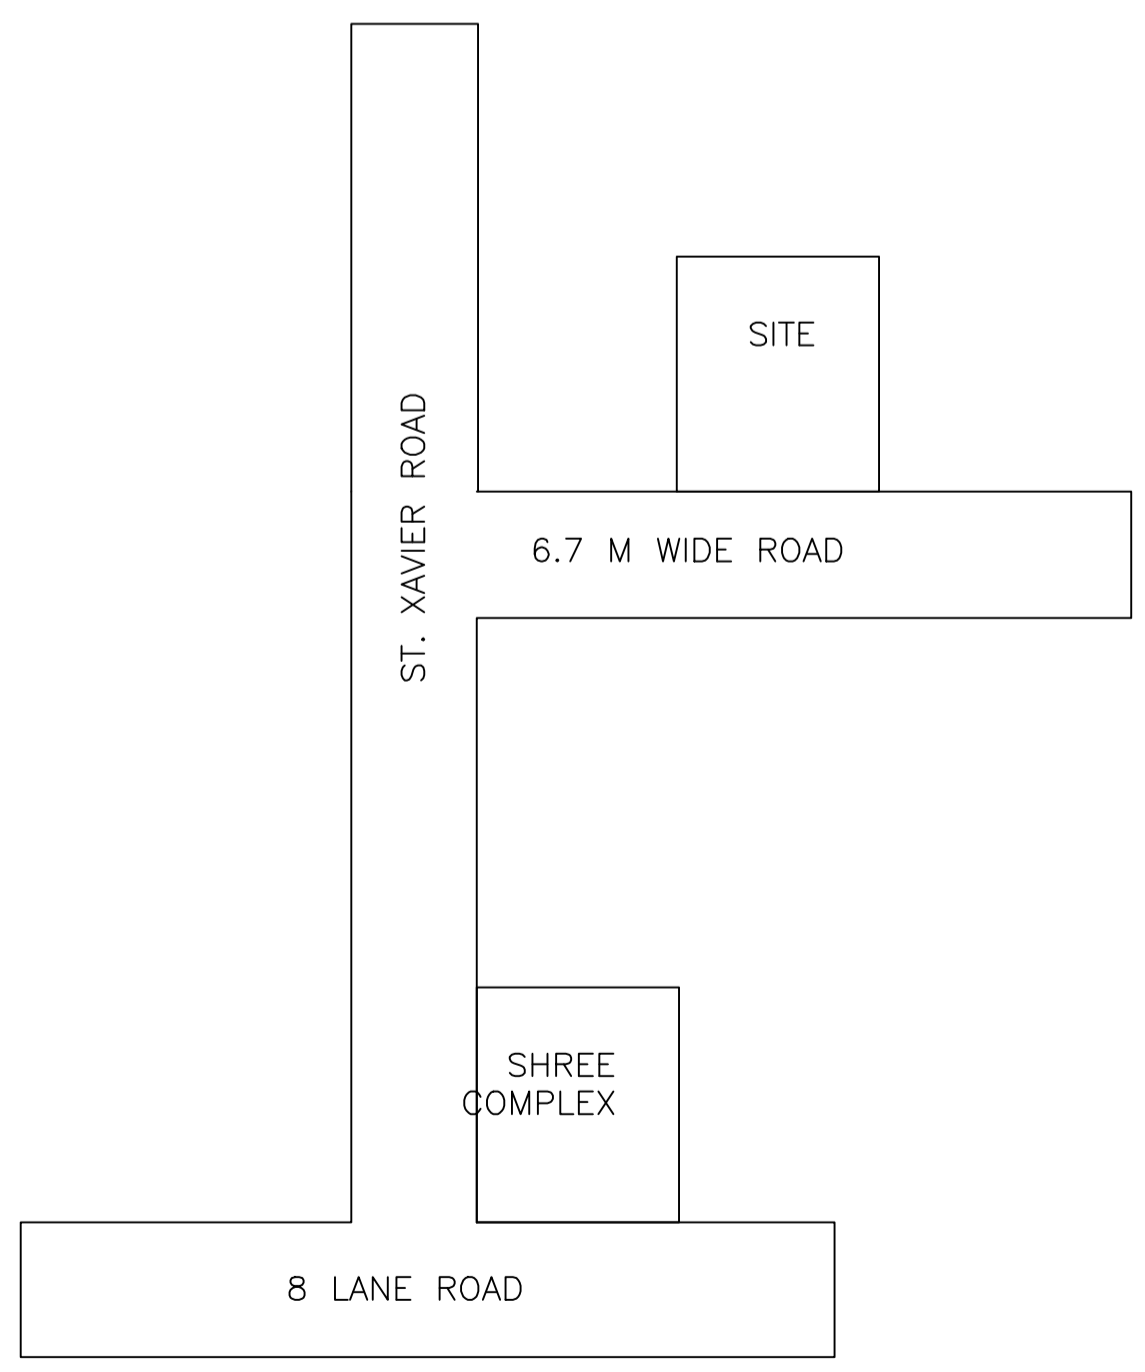 SITE
ST. XAVIER ROAD
6.7 M WIDE ROAD
SHREE
COMPLEX
8 LANE ROAD